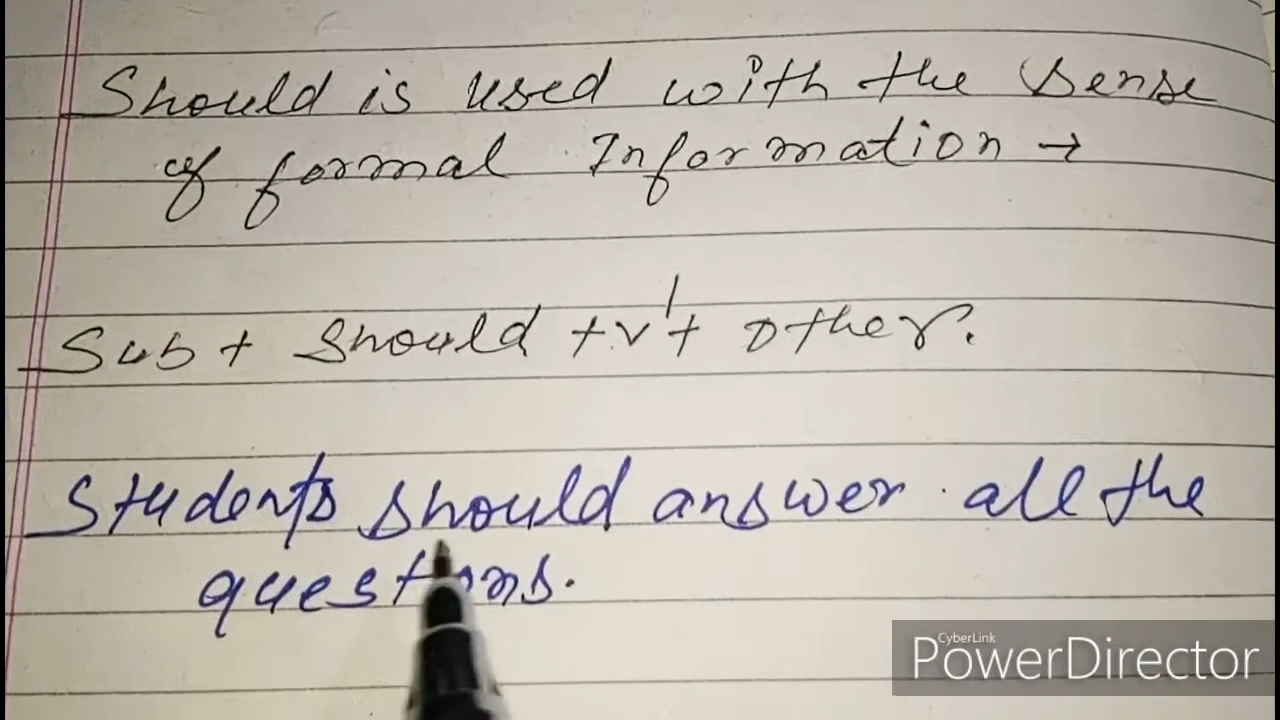 Should is used with the sense
of formal Information →
Sub + Should + V¹ + Other.
Students should answer all the
questions.
CyberLink
PowerDirector